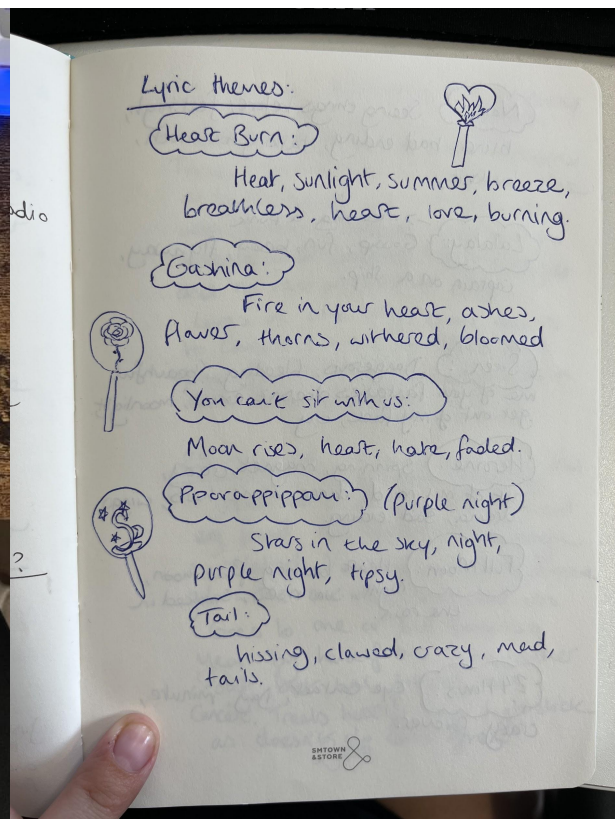 Lyric themes:
Heart Burn:
Heat, sunlight, summer, breeze,
breathless, heart, love, burning.
Gashina:
Fire in your heart, ashes,
flower, thorns, withered, bloomed
You can't sit with us:
Moon rises, heart, hate, faded.
Pporappippam: (purple night)
Stars in the sky, night,
purple night, tipsy.
Tail:
hissing, clawed, crazy, mad,
tails.
dio
?
SMTOWN
&STORE